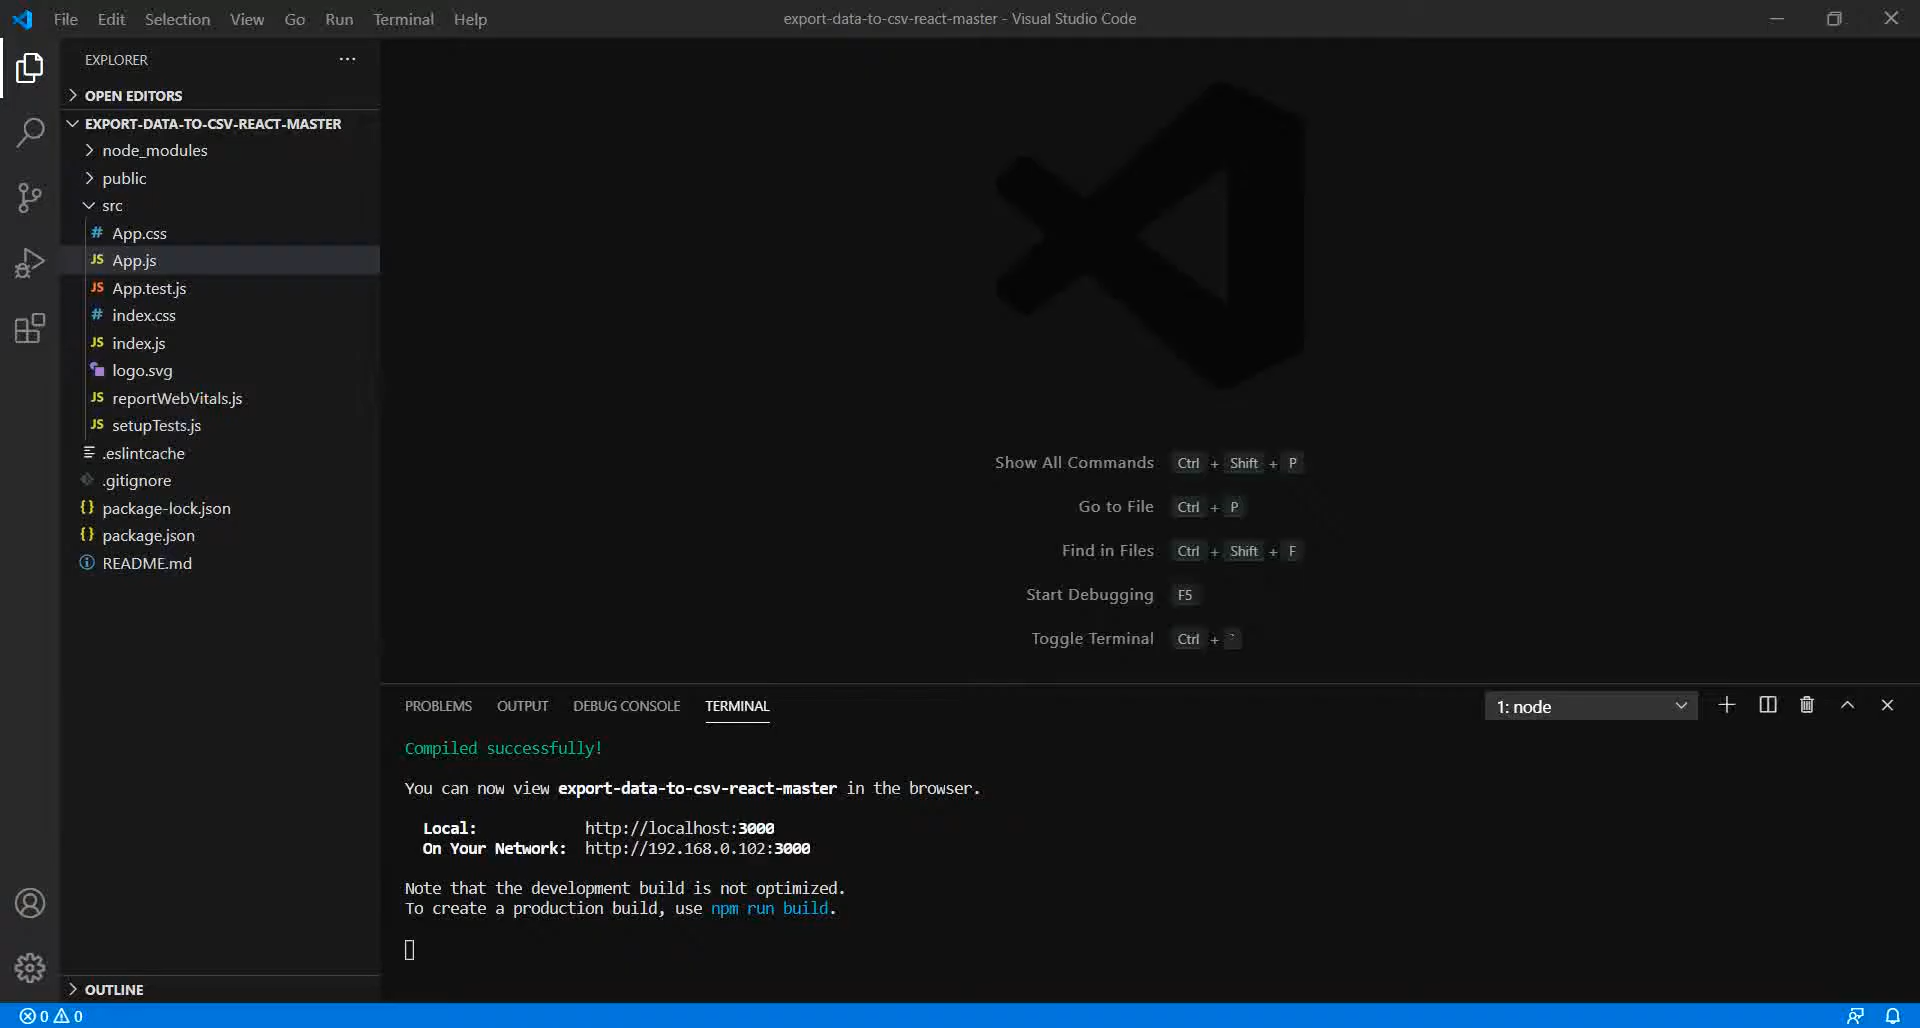 File Edit Selection View Go Run Terminal Help
export-data-to-csv-react-master - Visual Studio Code
EXPLORER
OPEN EDITORS
EXPORT-DATA-TO-CSV-REACT-MASTER
node_modules
public
src
# App.css
JS App.js
JS App.test.js
# index.css
JS index.js
logo.svg
JS reportWebVitals.js
JS setupTests.js
.eslintcache
.gitignore
{} package-lock.json
{} package.json
README.md
OUTLINE
Show All Commands Ctrl + Shift + P
Go to File Ctrl + P
Find in Files Ctrl + Shift + F
Start Debugging F5
Toggle Terminal Ctrl + `
PROBLEMS OUTPUT DEBUG CONSOLE TERMINAL
1: node
Compiled successfully!
You can now view export-data-to-csv-react-master in the browser.
Local: http://localhost:3000
On Your Network: http://192.168.0.102:3000
Note that the development build is not optimized.
To create a production build, use npm run build.
0 0